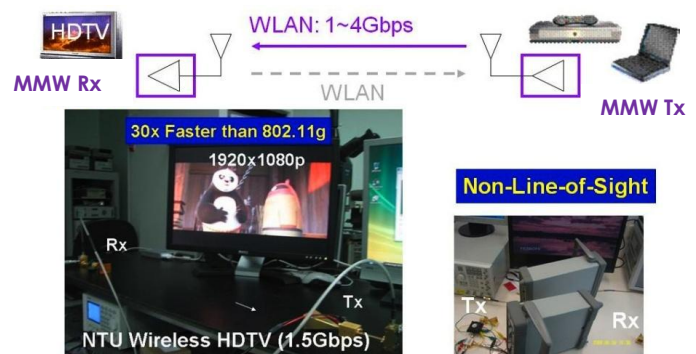 HDTV
WLAN: 1~4Gbps
MMW Rx
WLAN
MMW Tx
30x Faster than 802.11g
1920x1080p
Non-Line-of-Sight
Rx
Tx
Tx
Rx
NTU Wireless HDTV (1.5Gbps)